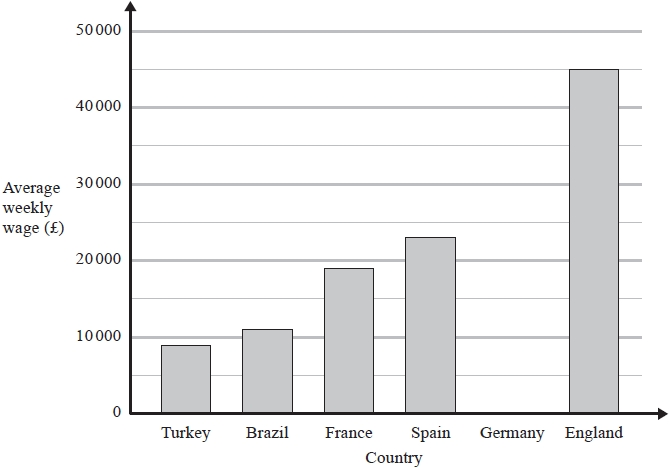 50 000
40 000
Average
weekly
wage (£)
30 000
20 000
10 000
0
Turkey Brazil France Spain Germany England
Country